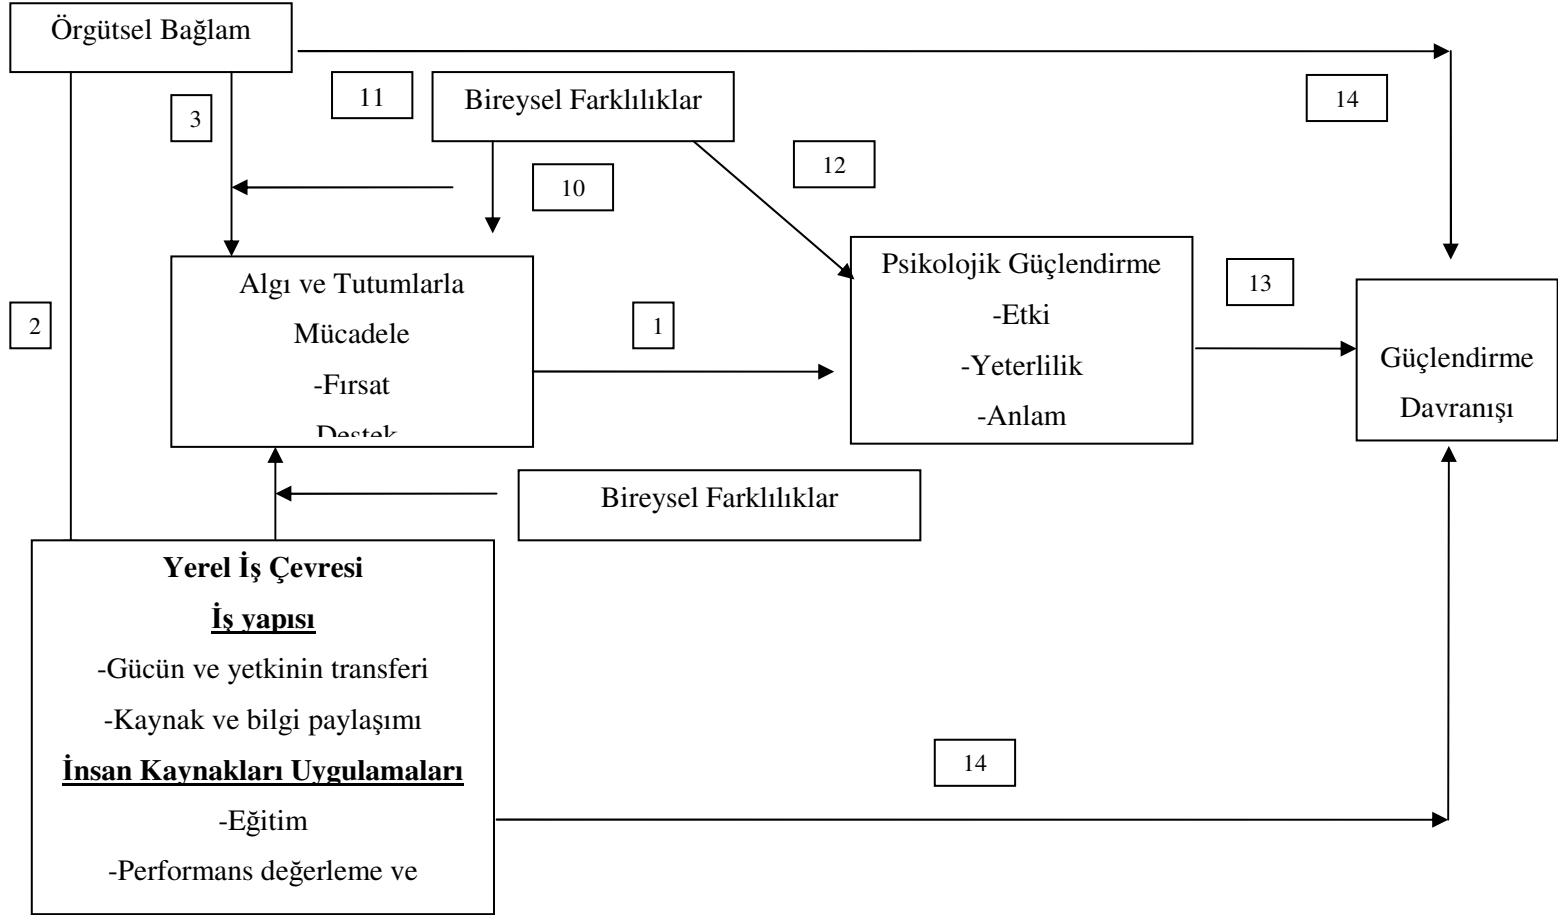 Örgütsel Bağlam
11
Bireysel Farklılıklar
14
3
12
10
Algı ve Tutumlarla
Mücadele
-Fırsat
Destek
2
1
Psikolojik Güçlendirme
-Etki
-Yeterlilik
-Anlam
13
Güçlendirme
Davranışı
Bireysel Farklılıklar
Yerel İş Çevresi
İş yapısı
-Gücün ve yetkinin transferi
-Kaynak ve bilgi paylaşımı
İnsan Kaynakları Uygulamaları
-Eğitim
-Performans değerleme ve
14